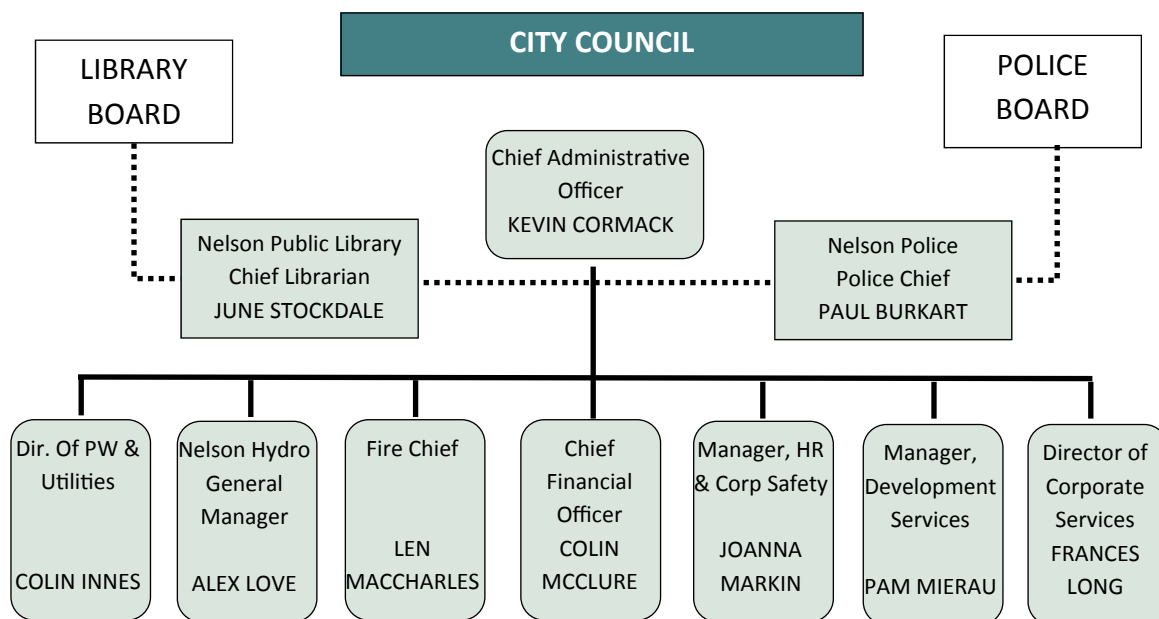 CITY COUNCIL
LIBRARY
BOARD
POLICE
BOARD
Chief Administrative
Officer
KEVIN CORMACK
Nelson Public Library
Chief Librarian
JUNE STOCKDALE
Nelson Police
Police Chief
PAUL BURKART
Dir. Of PW &
Utilities
COLIN INNES
Nelson Hydro
General
Manager
ALEX LOVE
Fire Chief
LEN
MACCHARLES
Chief
Financial
Officer
COLIN
MCCLURE
Manager, HR
& Corp Safety
JOANNA
MARKIN
Manager,
Development
Services
PAM MIERAU
Director of
Corporate
Services
FRANCES
LONG